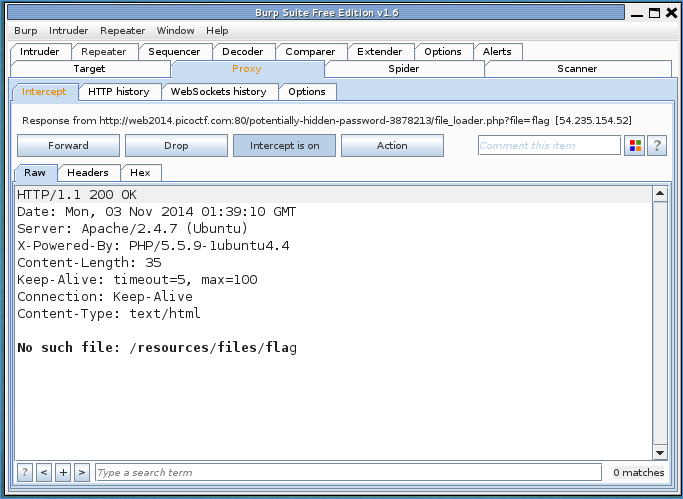 Burp Suite Free Edition v1.6
Burp Intruder Repeater Window Help
Intruder Repeater Sequencer Decoder Comparer Extender Options Alerts
Target Proxy Spider Scanner
Intercept HTTP history WebSockets history Options
Response from http://web2014.picoctf.com:80/potentially-hidden-password-3878213/file_loader.php?file=flag [54.235.154.52]
Forward Drop Intercept is on Action Comment this item ?
Raw Headers Hex
HTTP/1.1 200 OK
Date: Mon, 03 Nov 2014 01:39:10 GMT
Server: Apache/2.4.7 (Ubuntu)
X-Powered-By: PHP/5.5.9-1ubuntu4.4
Content-Length: 35
Keep-Alive: timeout=5, max=100
Connection: Keep-Alive
Content-Type: text/html
No such file: /resources/files/flag
? < + > Type a search term 0 matches